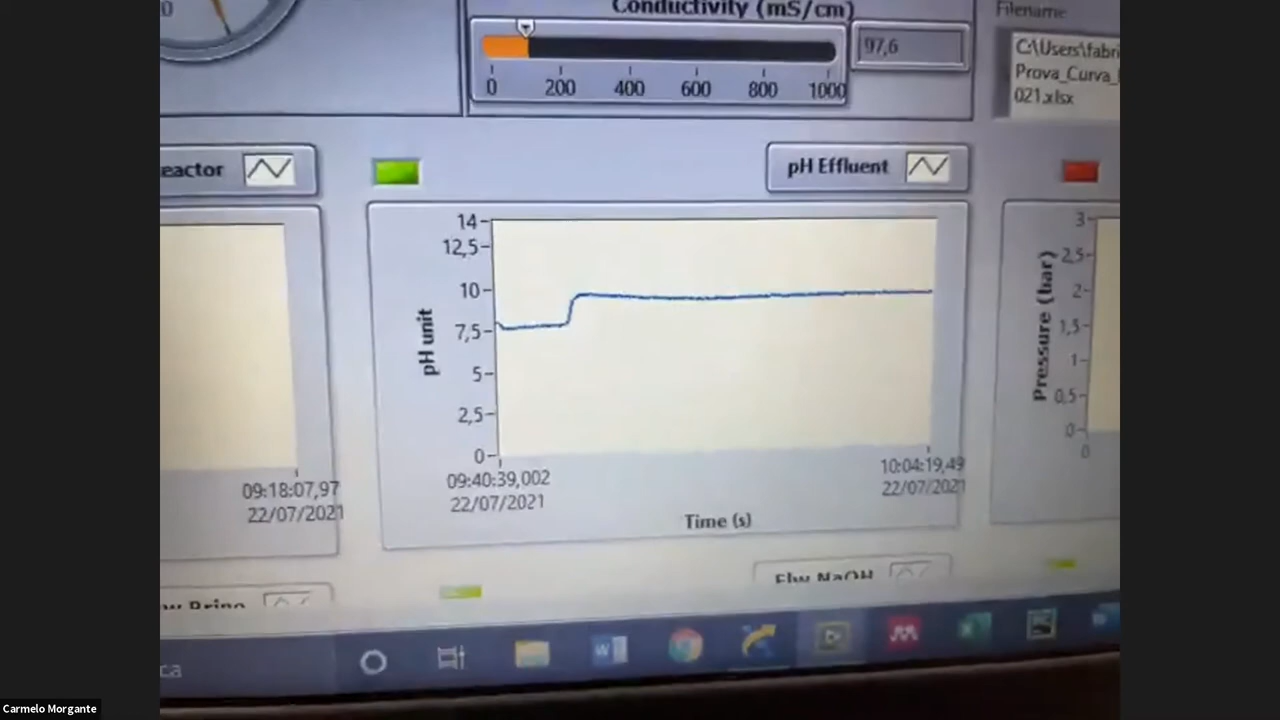 Conductivity (mS/cm)
97,6
0 200 400 600 800 1000
Filename
C:\Users\fabri
Prova_Curva_
021.xlsx
eactor
pH Effluent
14
12,5
10
7,5
5
2,5
0
pH unit
09:40:39,002
22/07/2021
10:04:19,49
22/07/2021
Time (s)
09:18:07,97
22/07/2021
3
2,5
2
1,5
1
0,5
0
Pressure (bar)
0
w Brine
Flw NaOH
ca
Carmelo Morgante